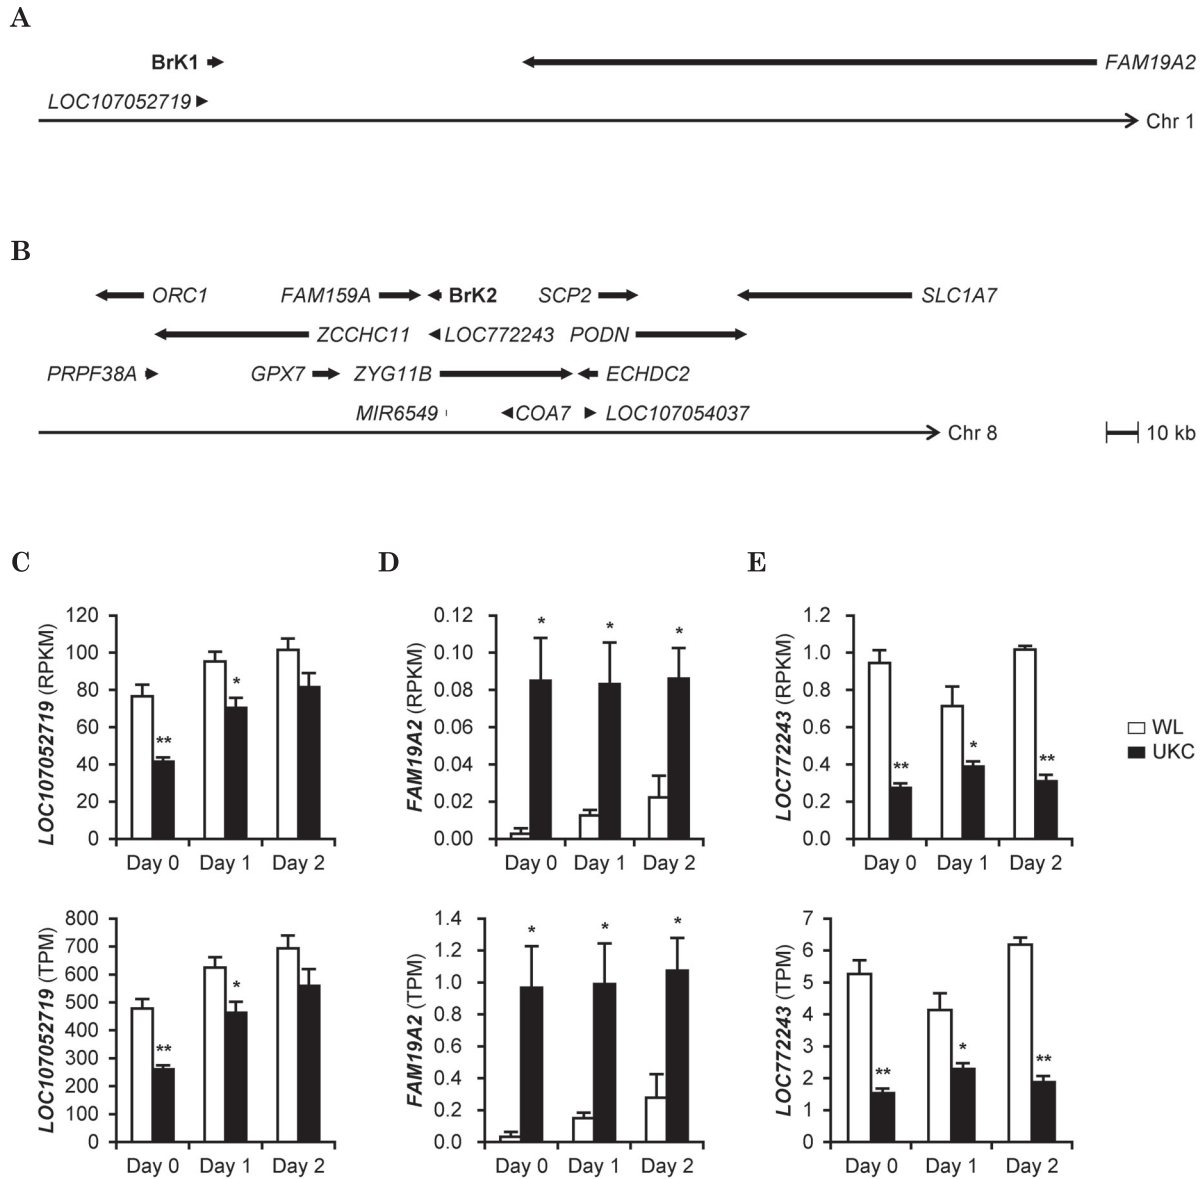 A
BrK1
FAM19A2
LOC107052719
Chr 1
B
ORC1 FAM159A BrK2 SCP2 SLC1A7
ZCCHC11 LOC772243 PODN
PRPF38A GPX7 ZYG11B ECHDC2
MIR6549 COA7 LOC107054037
Chr 8 10 kb
C D E
LOC107052719 (RPKM)
120
100
80
60
40
20
0
** *
Day 0 Day 1 Day 2
FAM19A2 (RPKM)
0.12
0.10
0.08
0.06
0.04
0.02
0.00
* * *
Day 0 Day 1 Day 2
LOC772243 (RPKM)
1.2
1.0
0.8
0.6
0.4
0.2
0.0
** * **
Day 0 Day 1 Day 2
WL
UKC
LOC107052719 (TPM)
800
700
600
500
400
300
200
100
0
** *
Day 0 Day 1 Day 2
FAM19A2 (TPM)
1.4
1.2
1.0
0.8
0.6
0.4
0.2
0.0
* * *
Day 0 Day 1 Day 2
LOC772243 (TPM)
7
6
5
4
3
2
1
0
** * **
Day 0 Day 1 Day 2